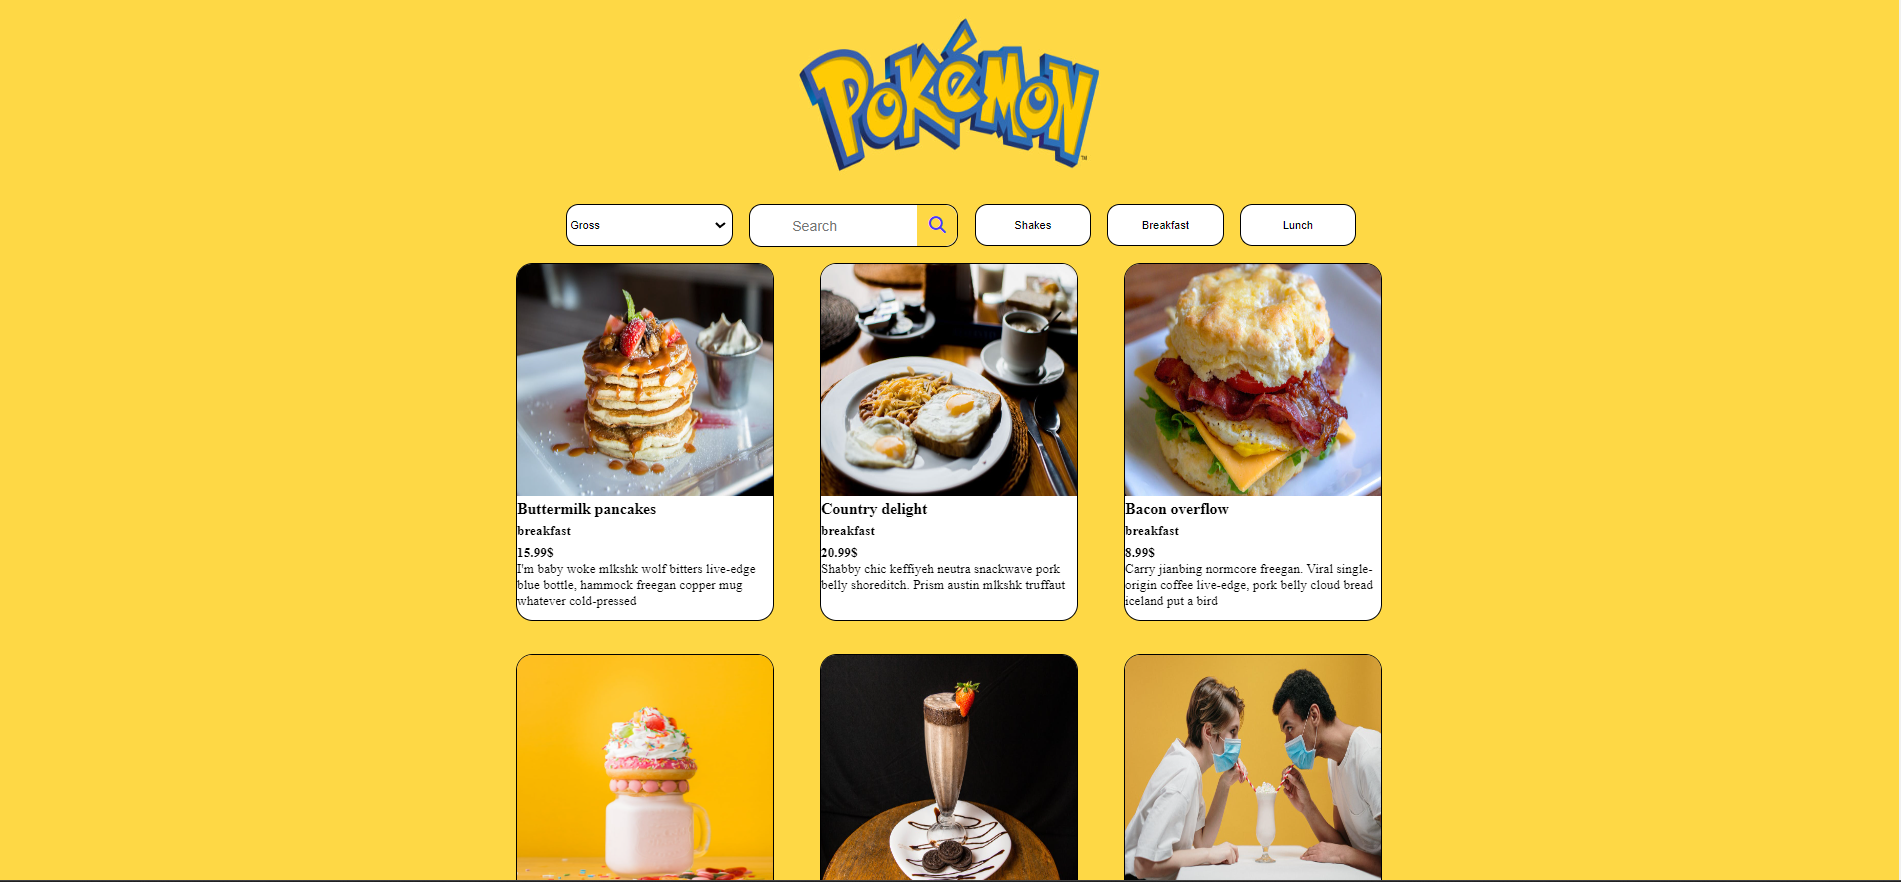 Pokémon
TM
Gross
Search
Shakes
Breakfast
Lunch
Buttermilk pancakes
breakfast
15.99$
I'm baby woke mlkshk wolf bitters live-edge
blue bottle, hammock freegan copper mug
whatever cold-pressed
Country delight
breakfast
20.99$
Shabby chic keffiyeh neutra snackwave pork
belly shoreditch. Prism austin mlkshk truffaut
Bacon overflow
breakfast
8.99$
Carry jianbing normcore freegan. Viral single-
origin coffee live-edge, pork belly cloud bread
iceland put a bird